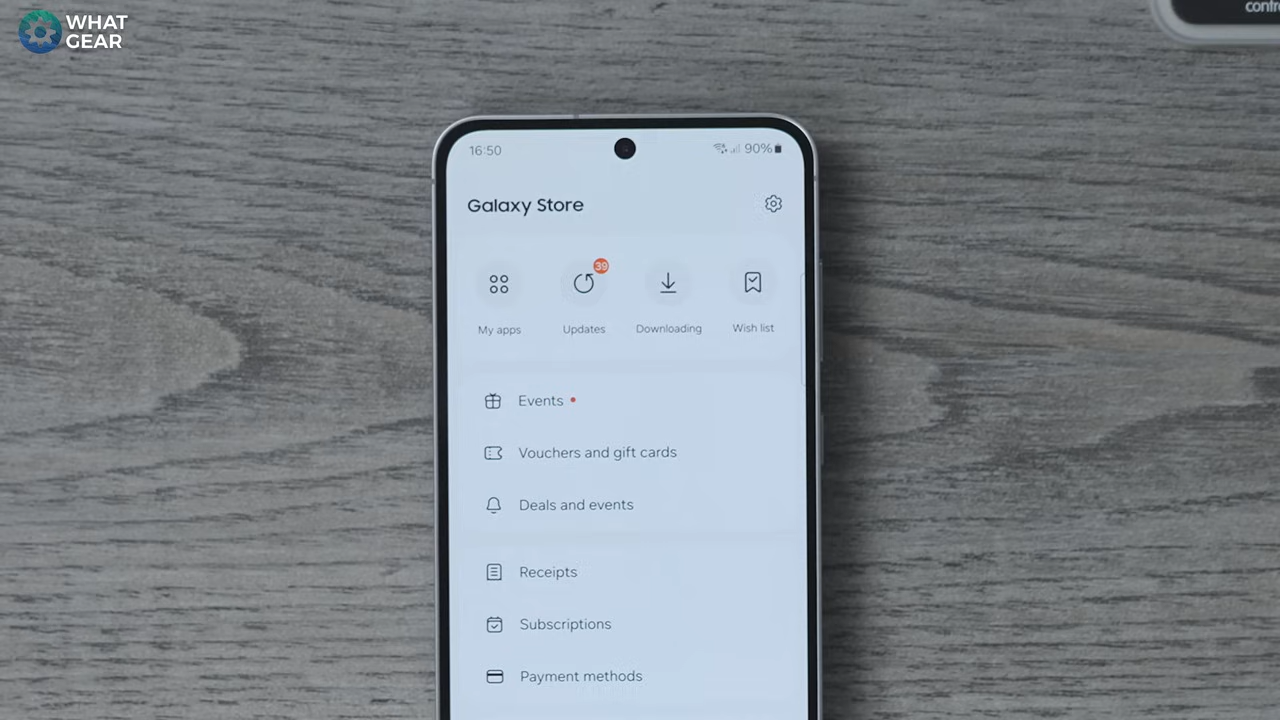 WHAT
GEAR
contr
16:50
90%
Galaxy Store
39
My apps
Updates
Downloading
Wish list
Events
Vouchers and gift cards
Deals and events
Receipts
Subscriptions
Payment methods